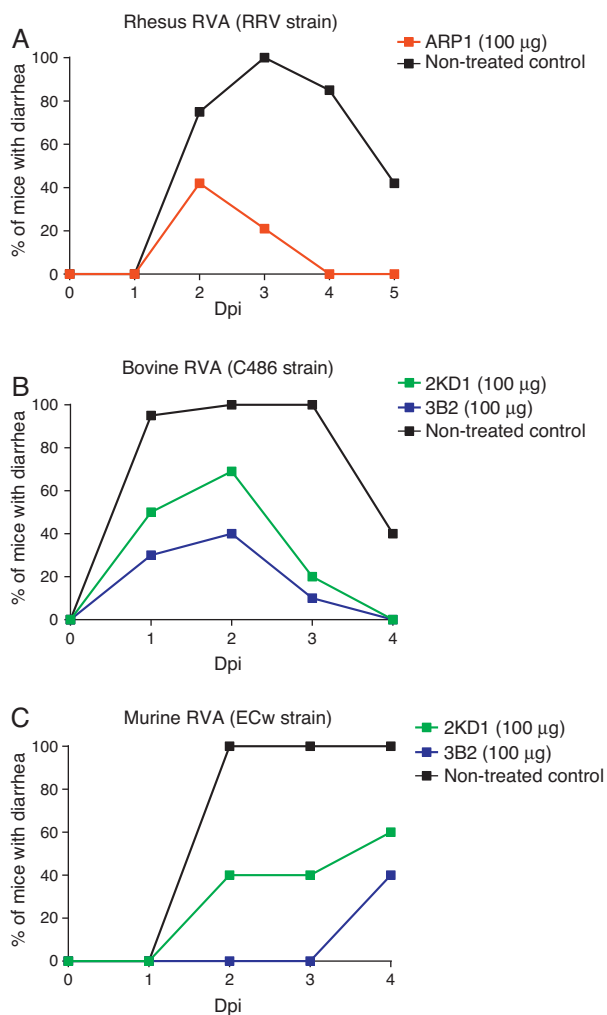 A
Rhesus RVA (RRV strain)
ARP1 (100 µg)
Non-treated control
% of mice with diarrhea
100
80
60
40
20
0
0 1 2 3 4 5
Dpi
B
Bovine RVA (C486 strain)
2KD1 (100 µg)
3B2 (100 µg)
Non-treated control
% of mice with diarrhea
100
80
60
40
20
0
0 1 2 3 4
Dpi
C
Murine RVA (ECw strain)
2KD1 (100 µg)
3B2 (100 µg)
Non-treated control
% of mice with diarrhea
100
80
60
40
20
0
0 1 2 3 4
Dpi